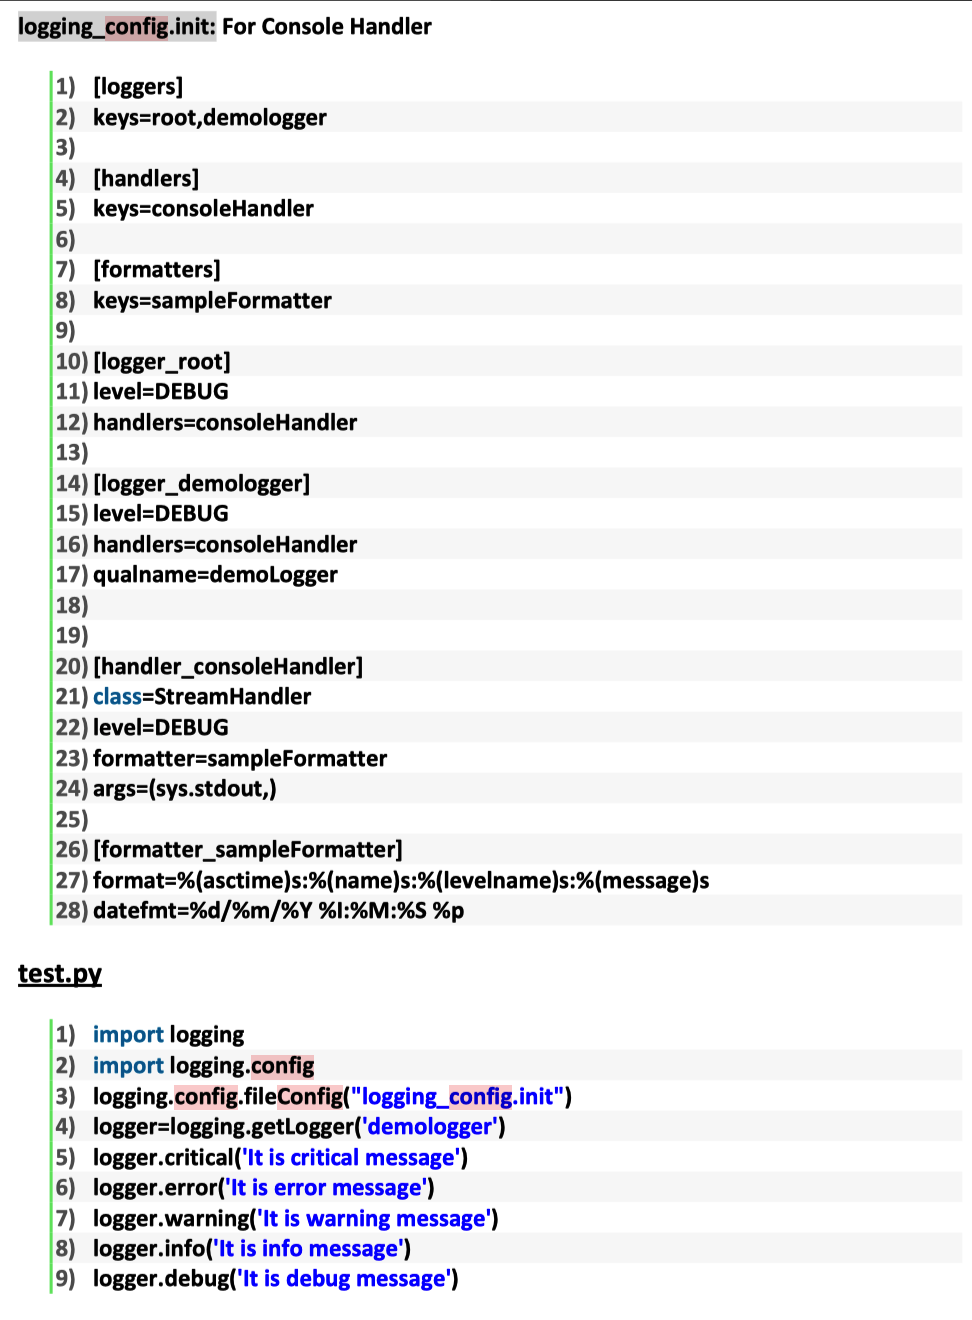 logging_config.init: For Console Handler
1) [loggers]
2) keys=root,demologger
3)
4) [handlers]
5) keys=consoleHandler
6)
7) [formatters]
8) keys=sampleFormatter
9)
10) [logger_root]
11) level=DEBUG
12) handlers=consoleHandler
13)
14) [logger_demologger]
15) level=DEBUG
16) handlers=consoleHandler
17) qualname=demoLogger
18)
19)
20) [handler_consoleHandler]
21) class=StreamHandler
22) level=DEBUG
23) formatter=sampleFormatter
24) args=(sys.stdout,)
25)
26) [formatter_sampleFormatter]
27) format=%(asctime)s:%(name)s:%(levelname)s:%(message)s
28) datefmt=%d/%m/%Y %I:%M:%S %p
test.py
1) import logging
2) import logging.config
3) logging.config.fileConfig("logging_config.init")
4) logger=logging.getLogger('demologger')
5) logger.critical('It is critical message')
6) logger.error('It is error message')
7) logger.warning('It is warning message')
8) logger.info('It is info message')
9) logger.debug('It is debug message')